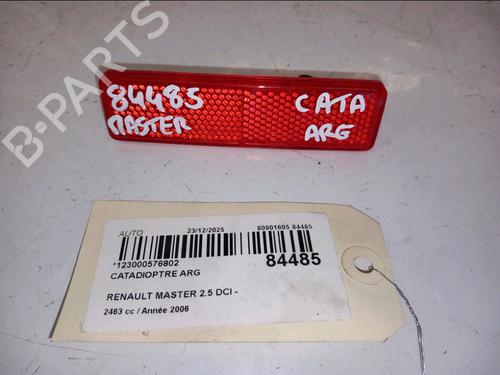 B-PARTS
84485
MASTER
CATA
ARG
AUTO 23/12/2025 80901605 84485
*123000576802 84485
CATADIOPTRE ARG
RENAULT MASTER 2.5 DCI -
2463 cc / Année 2006